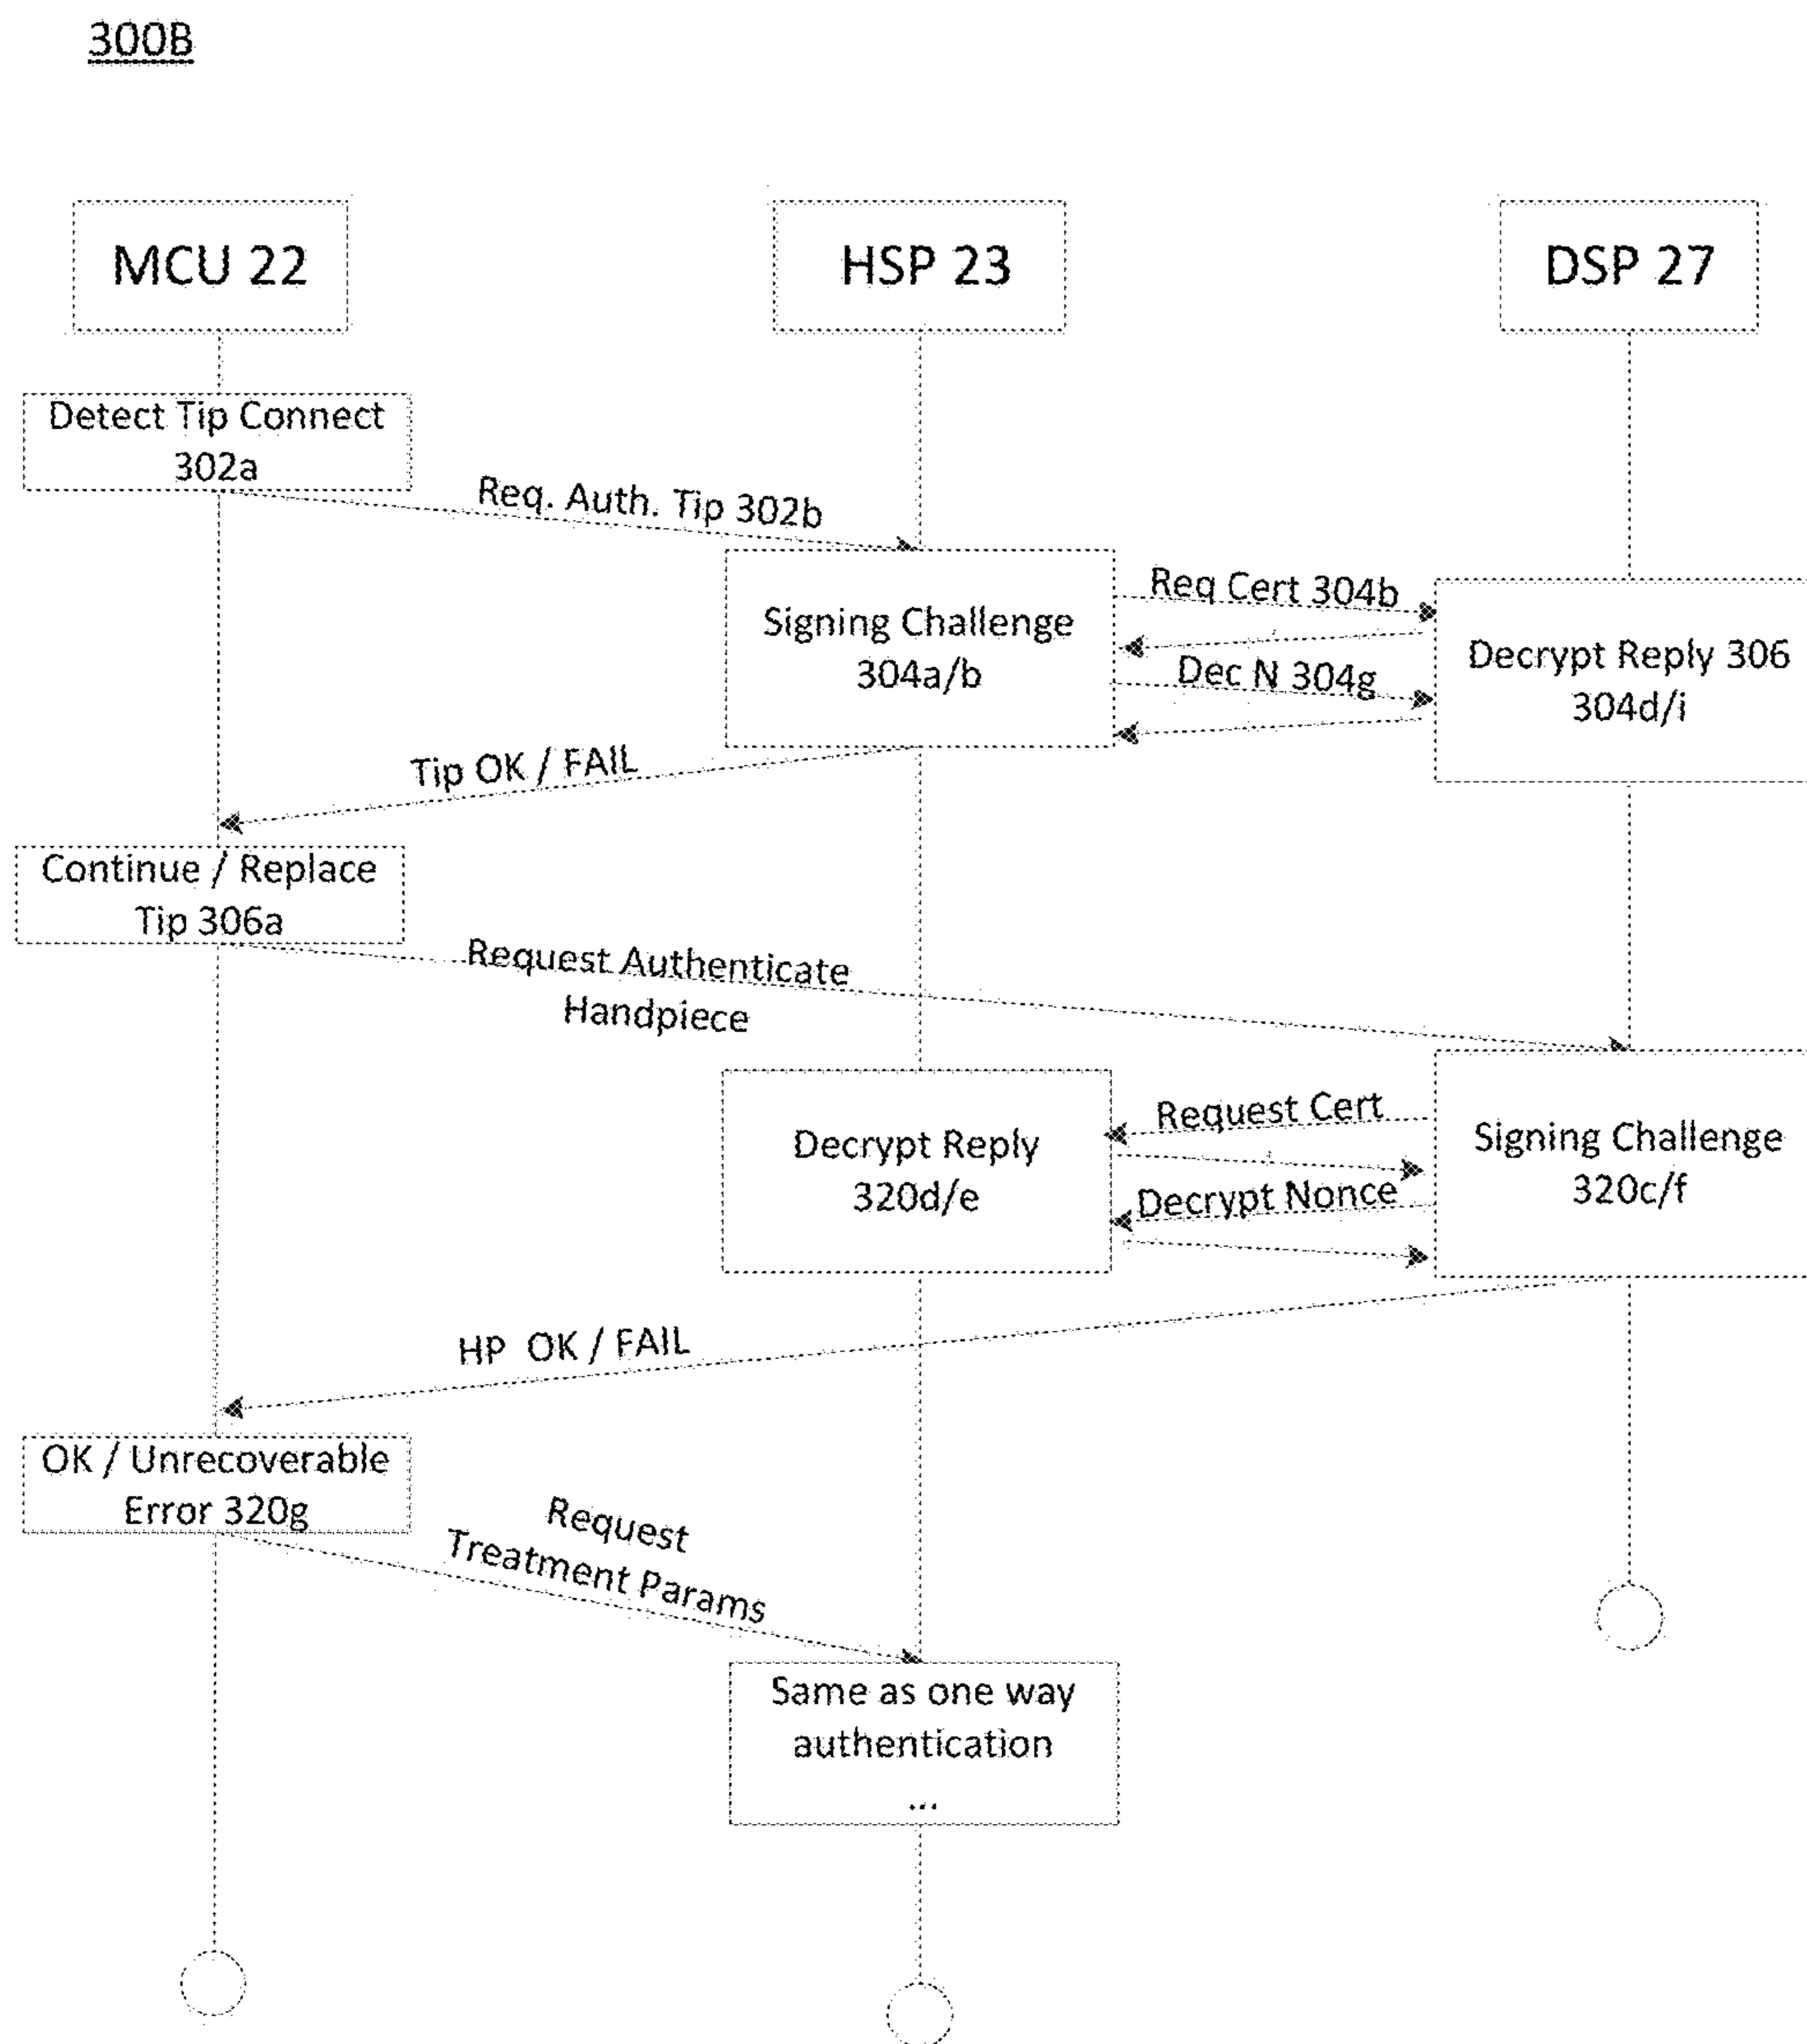 300B
MCU 22
HSP 23
DSP 27
Detect Tip Connect
302a
Req. Auth. Tip 302b
Signing Challenge
304a/b
Req Cert 304b
Dec N 304g
Decrypt Reply 306
304d/i
Tip OK / FAIL
Continue / Replace
Tip 306a
Request Authenticate
Handpiece
Decrypt Reply
320d/e
Request Cert
Decrypt Nonce
Signing Challenge
320c/f
HP OK / FAIL
OK / Unrecoverable
Error 320g
Request
Treatment Params
Same as one way
authentication
...